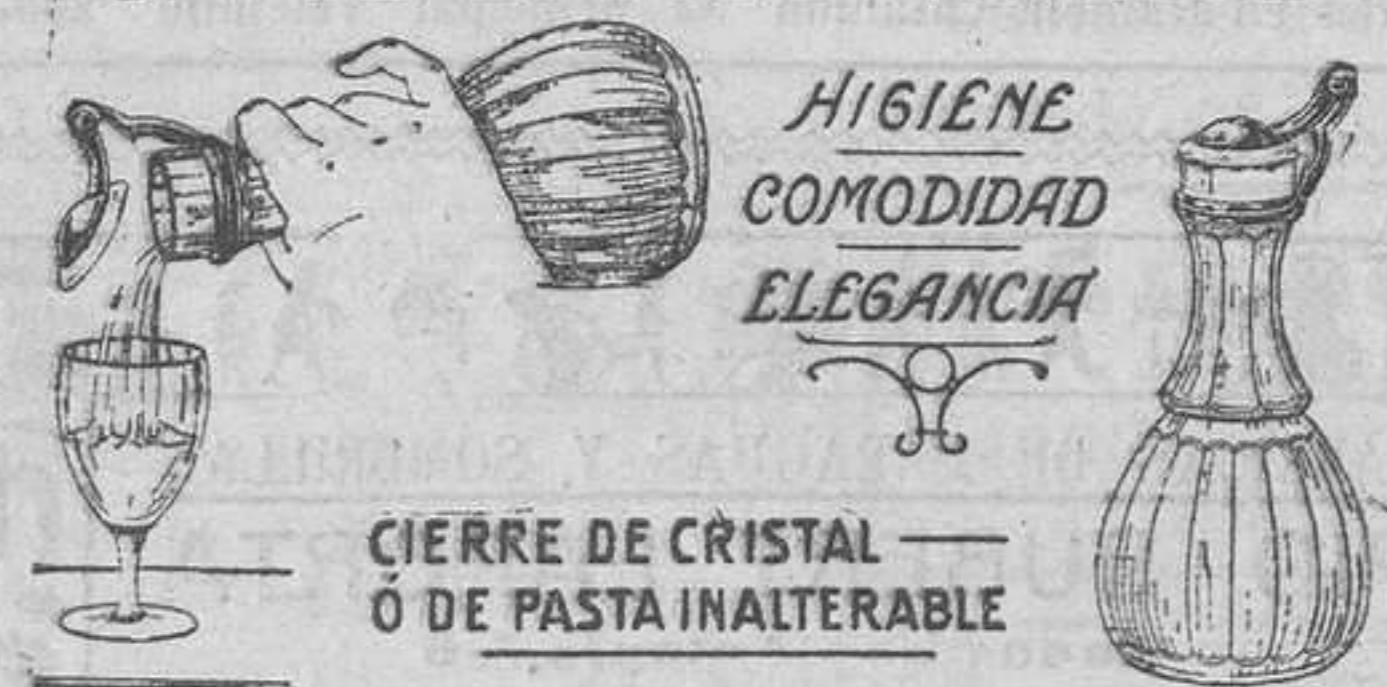 HIGIENE
COMODIDAD
ELEGANCIA
CIERRE DE CRISTAL
Ó DE PASTA INALTERABLE